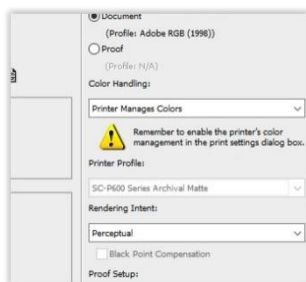 Document
(Profile: Adobe RGB (1998))
Proof
(Profile: N/A)
Color Handling:
Printer Manages Colors
Remember to enable the printer's color
management in the print settings dialog box.
Printer Profile:
SC-P600 Series Archival Matte
Rendering Intent:
Perceptual
Black Point Compensation
Proof Setup: